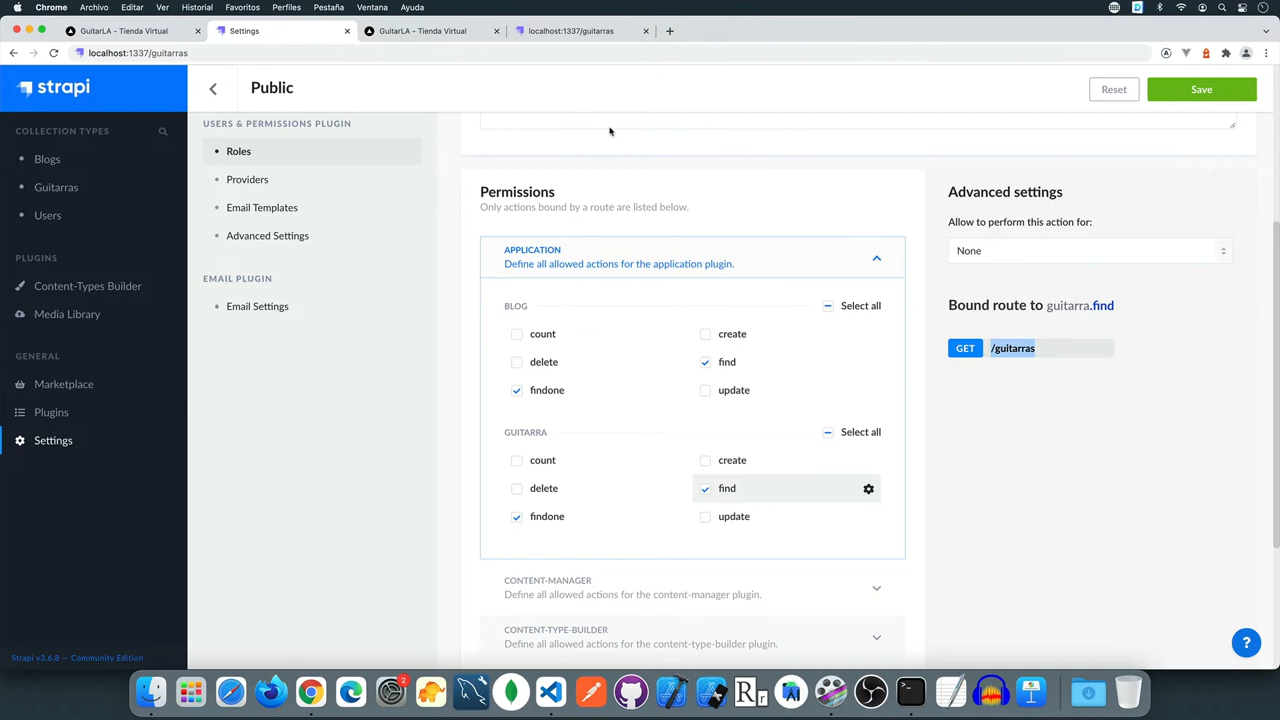 Chrome Archivo Editar Ver Historial Favoritos Perfiles Pestaña Ventana Ayuda
GuitarLA - Tienda Virtual
Settings
GuitarLA - Tienda Virtual
localhost:1337/guitarras
localhost:1337/guitarras
strapi
Public
Reset
Save
COLLECTION TYPES
Blogs
Guitarras
Users
PLUGINS
Content-Types Builder
Media Library
GENERAL
Marketplace
Plugins
Settings
Strapi v3.6.8 — Community Edition
USERS & PERMISSIONS PLUGIN
Roles
Providers
Email Templates
Advanced Settings
EMAIL PLUGIN
Email Settings
Permissions
Only actions bound by a route are listed below.
APPLICATION
Define all allowed actions for the application plugin.
BLOG
Select all
count
create
delete
find
findone
update
GUITARRA
Select all
count
create
delete
find
findone
update
CONTENT-MANAGER
Define all allowed actions for the content-manager plugin.
CONTENT-TYPE-BUILDER
Define all allowed actions for the content-type-builder plugin.
Advanced settings
Allow to perform this action for:
None
Bound route to guitarra.find
GET /guitarras
?
2